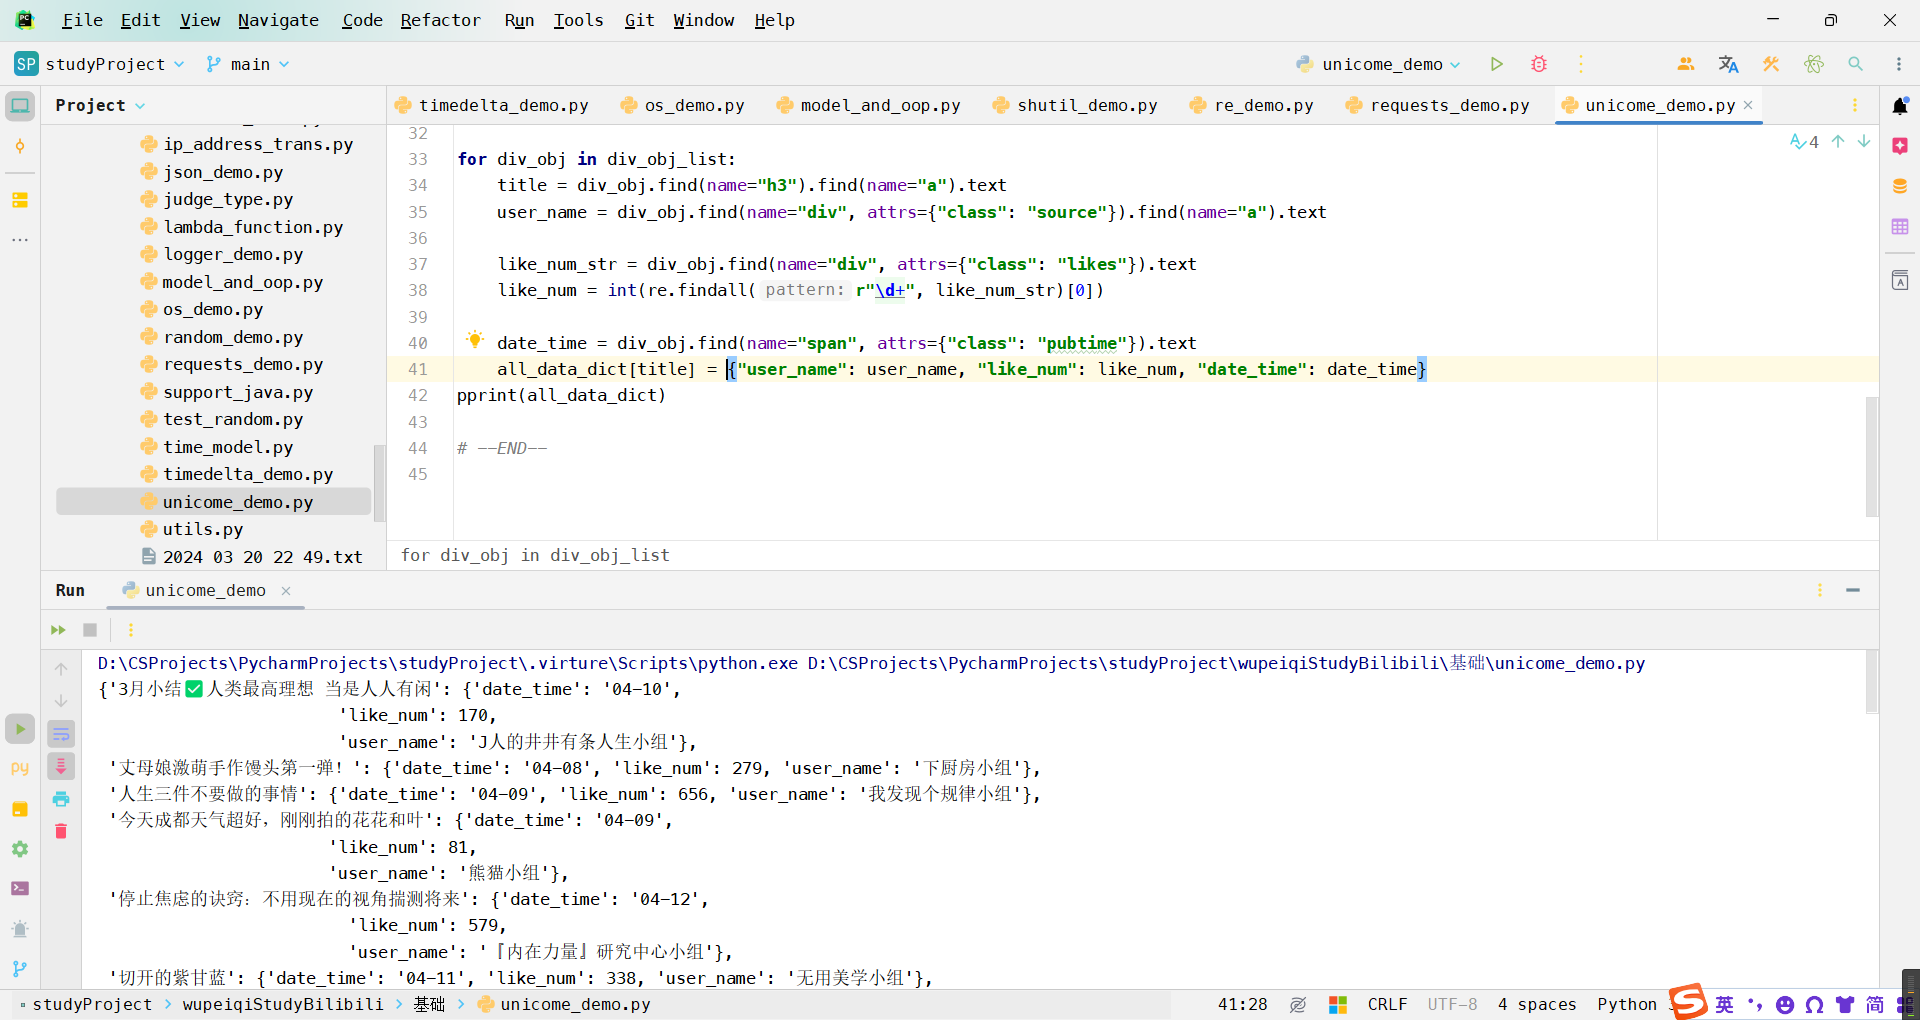 File Edit View Navigate Code Refactor Run Tools Git Window Help
SP studyProject main unicome_demo
Project
timedelta_demo.py os_demo.py model_and_oop.py shutil_demo.py re_demo.py requests_demo.py unicome_demo.py
ip_address_trans.py
json_demo.py
judge_type.py
lambda_function.py
logger_demo.py
model_and_oop.py
os_demo.py
random_demo.py
requests_demo.py
support_java.py
test_random.py
time_model.py
timedelta_demo.py
unicome_demo.py
utils.py
2024 03 20 22 49.txt
4
32
33 for div_obj in div_obj_list:
34 title = div_obj.find(name="h3").find(name="a").text
35 user_name = div_obj.find(name="div", attrs={"class": "source"}).find(name="a").text
36
37 like_num_str = div_obj.find(name="div", attrs={"class": "likes"}).text
38 like_num = int(re.findall( pattern: r"\d+", like_num_str)[0])
39
40 date_time = div_obj.find(name="span", attrs={"class": "pubtime"}).text
41 all_data_dict[title] = {"user_name": user_name, "like_num": like_num, "date_time": date_time}
42 pprint(all_data_dict)
43
44 # --END--
45
for div_obj in div_obj_list
Run unicome_demo
D:\CSProjects\PycharmProjects\studyProject\.virture\Scripts\python.exe D:\CSProjects\PycharmProjects\studyProject\wupeiqiStudyBilibili\基础\unicome_demo.py
{'3月小结✅人类最高理想 当是人人有闲': {'date_time': '04-10',
'like_num': 170,
'user_name': 'J人的井井有条人生小组'},
'丈母娘激萌手作馒头第一弹！': {'date_time': '04-08', 'like_num': 279, 'user_name': '下厨房小组'},
'人生三件不要做的事情': {'date_time': '04-09', 'like_num': 656, 'user_name': '我发现个规律小组'},
'今天成都天气超好，刚刚拍的花花和叶': {'date_time': '04-09',
'like_num': 81,
'user_name': '熊猫小组'},
'停止焦虑的诀窍：不用现在的视角揣测将来': {'date_time': '04-12',
'like_num': 579,
'user_name': '『内在力量』研究中心小组'},
'切开的紫甘蓝': {'date_time': '04-11', 'like_num': 338, 'user_name': '无用美学小组'},
studyProject wupeiqiStudyBilibili 基础 unicome_demo.py
41:28 CRLF UTF-8 4 spaces Python
英 简